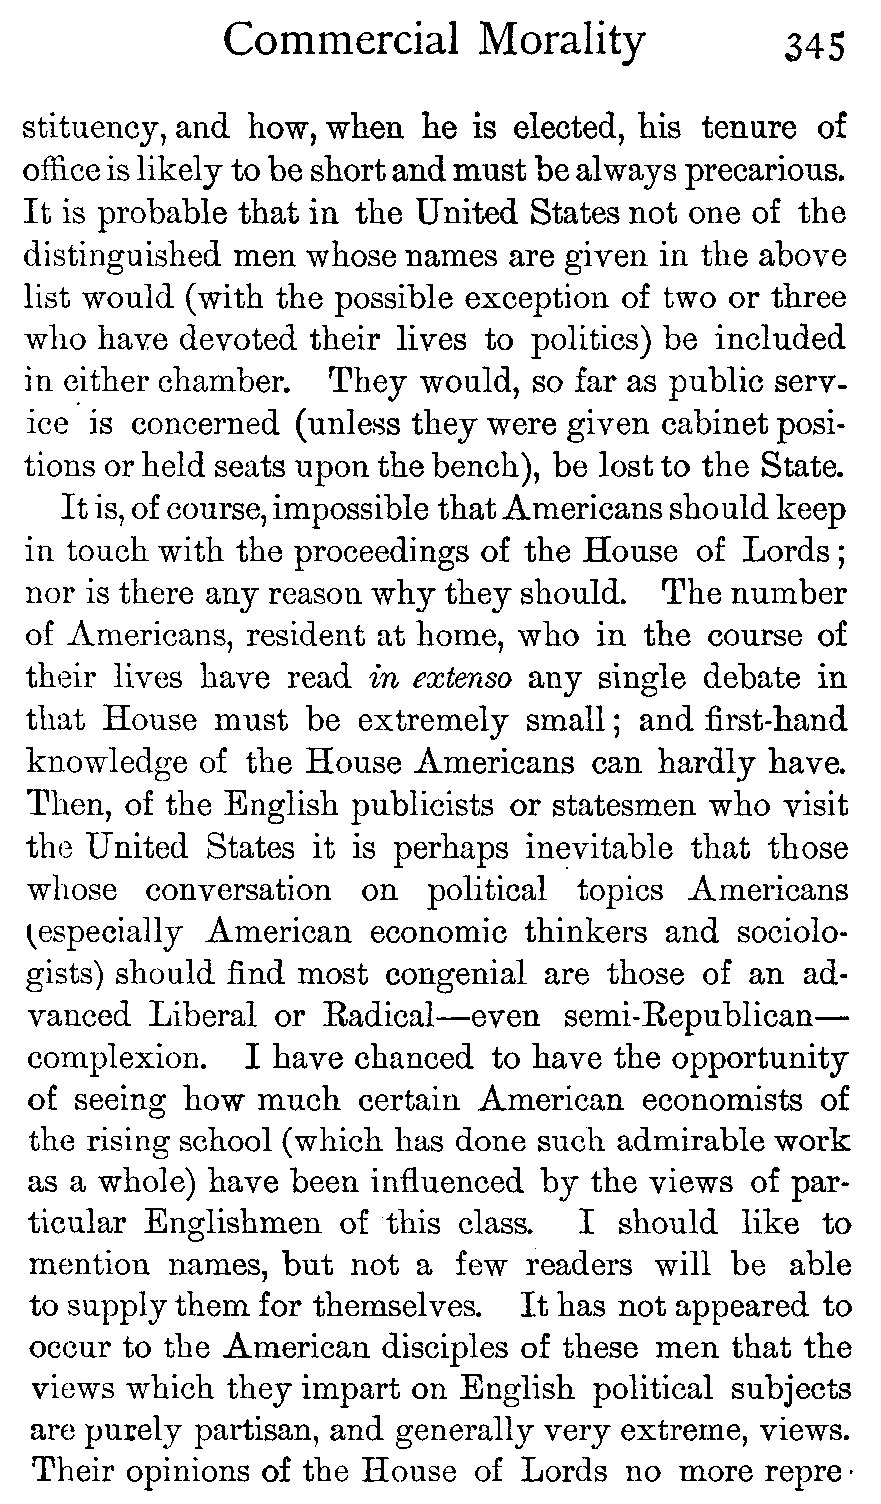 Commercial Morality 345
stituency, and how, when he is elected, his tenure of
office is likely to be short and must be always precarious.
It is probable that in the United States not one of the
distinguished men whose names are given in the above
list would (with the possible exception of two or three
who have devoted their lives to politics) be included
in either chamber. They would, so far as public serv-
ice is concerned (unless they were given cabinet posi-
tions or held seats upon the bench), be lost to the State.
It is, of course, impossible that Americans should keep
in touch with the proceedings of the House of Lords;
nor is there any reason why they should. The number
of Americans, resident at home, who in the course of
their lives have read in extenso any single debate in
that House must be extremely small; and first-hand
knowledge of the House Americans can hardly have.
Then, of the English publicists or statesmen who visit
the United States it is perhaps inevitable that those
whose conversation on political topics Americans
(especially American economic thinkers and sociolo-
gists) should find most congenial are those of an ad-
vanced Liberal or Radical—even semi-Republican—
complexion. I have chanced to have the opportunity
of seeing how much certain American economists of
the rising school (which has done such admirable work
as a whole) have been influenced by the views of par-
ticular Englishmen of this class. I should like to
mention names, but not a few readers will be able
to supply them for themselves. It has not appeared to
occur to the American disciples of these men that the
views which they impart on English political subjects
are purely partisan, and generally very extreme, views.
Their opinions of the House of Lords no more repre-